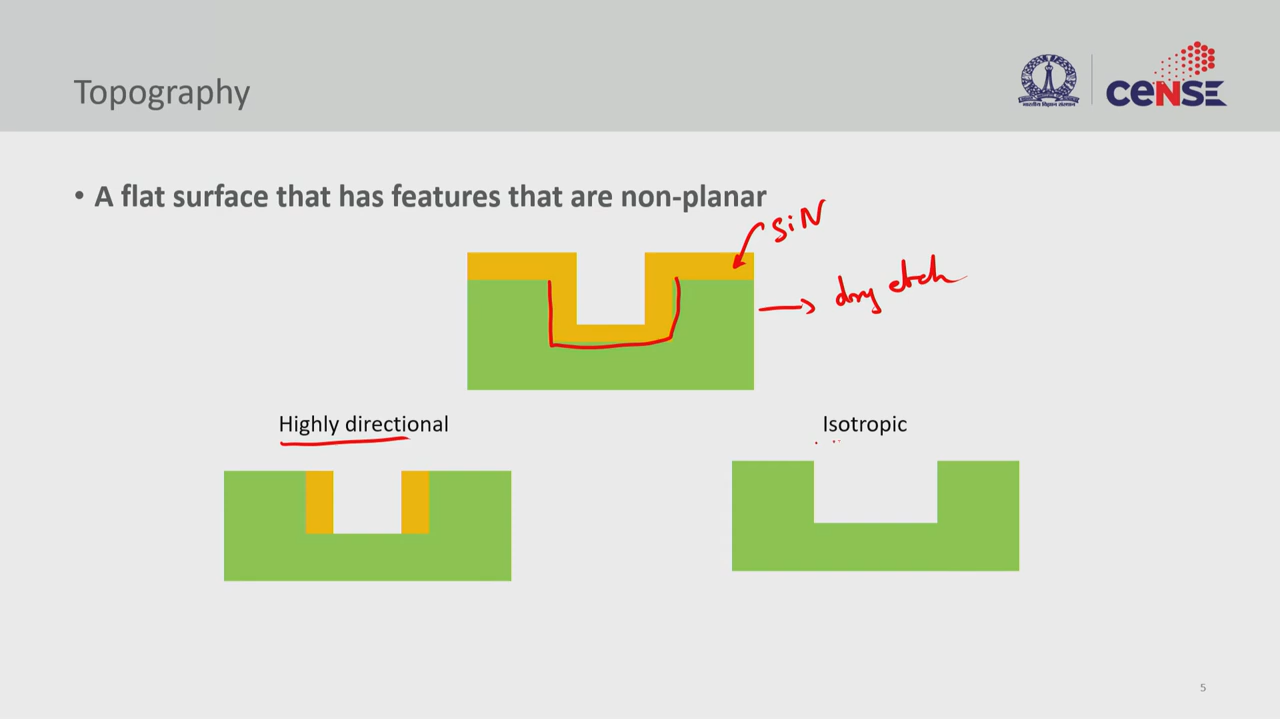 Topography
CeNSE
• A flat surface that has features that are non-planar
SiN
dry etch
Highly directional
Isotropic
5